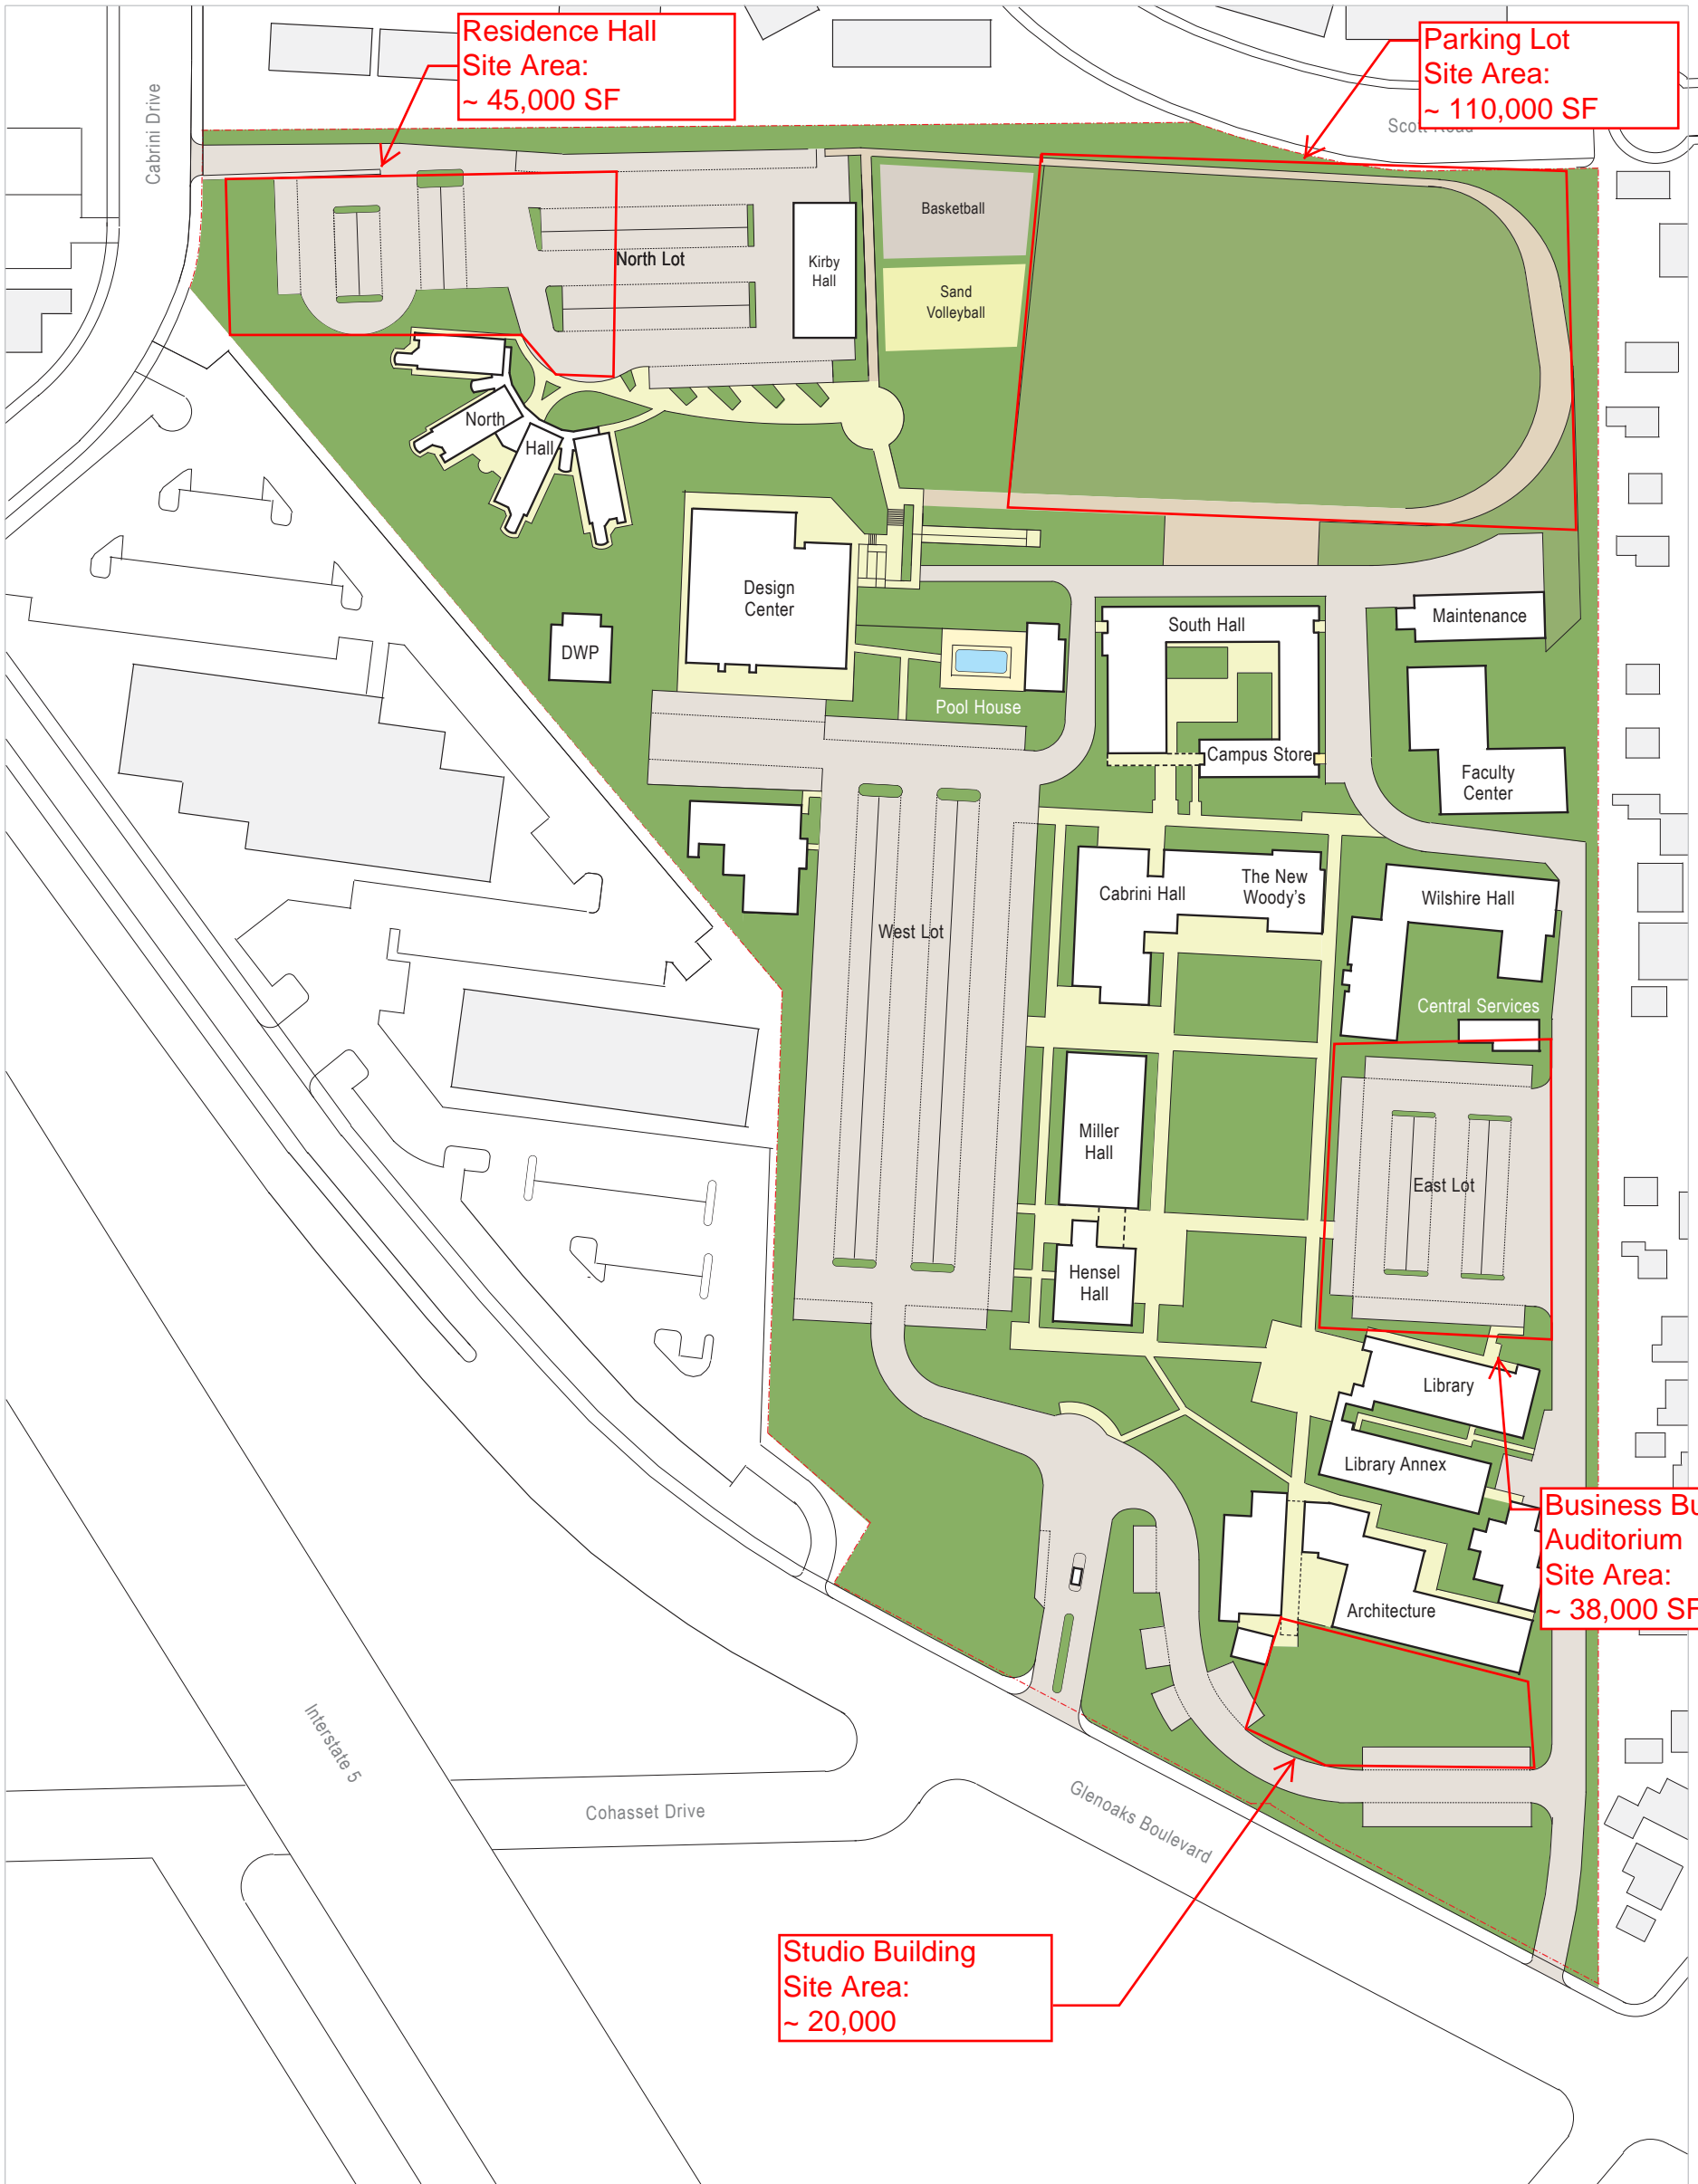 Residence Hall
Site Area:
~ 45,000 SF
Parking Lot
Site Area:
~ 110,000 SF
Scott Road
Cabrini Drive
Basketball
North Lot
Kirby
Hall
Sand
Volleyball
North
Hall
Design
Center
DWP
South Hall
Maintenance
Pool House
Campus Store
Faculty
Center
Cabrini Hall
The New
Woody's
Wilshire Hall
West Lot
Central Services
Miller
Hall
East Lot
Hensel
Hall
Library
Library Annex
Business Bu
Auditorium
Site Area:
~ 38,000 SF
Architecture
Interstate 5
Cohasset Drive
Glenoaks Boulevard
Studio Building
Site Area:
~ 20,000